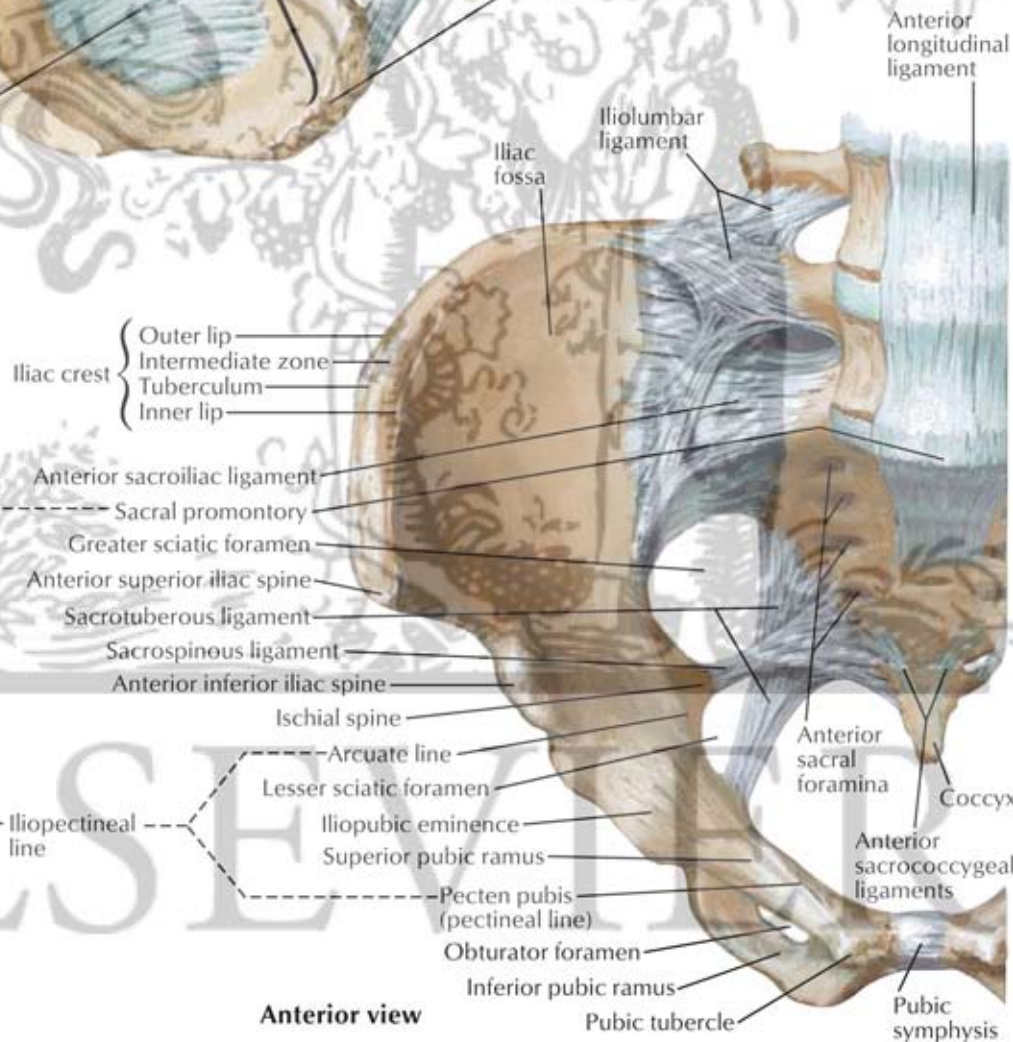 Anterior
longitudinal
ligament
Iliolumbar
ligament
Iliac
fossa
Iliac crest
Outer lip
Intermediate zone
Tuberculum
Inner lip
Anterior sacroiliac ligament
Sacral promontory
Greater sciatic foramen
Anterior superior iliac spine
Sacrotuberous ligament
Sacrospinous ligament
Anterior inferior iliac spine
Ischial spine
Arcuate line
Lesser sciatic foramen
Iliopectineal
line
Iliopubic eminence
Superior pubic ramus
Pecten pubis
(pectineal line)
Obturator foramen
Inferior pubic ramus
Pubic tubercle
Anterior
sacral
foramina
Coccyx
Anterior
sacrococcygeal
ligaments
Pubic
symphysis
Anterior view
LSEVIER